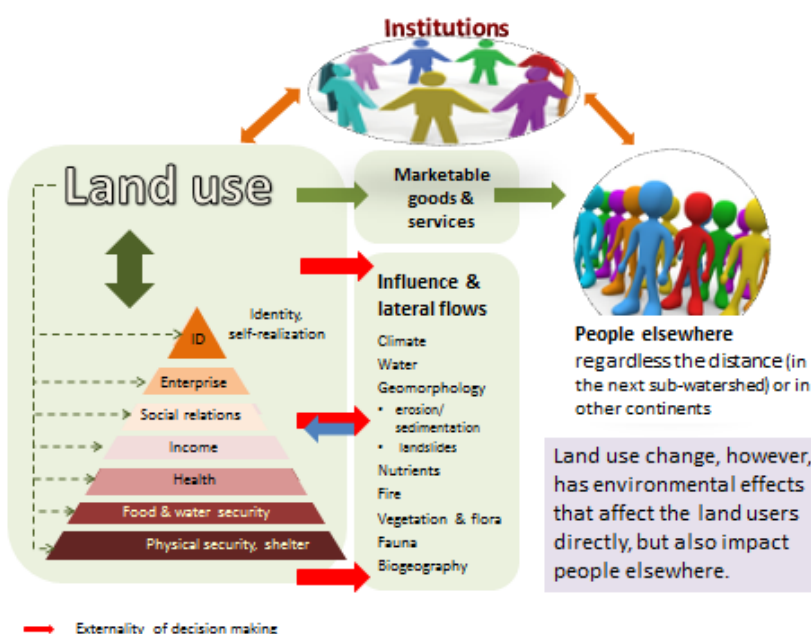 Institutions
Land use
Marketable
goods &
services
Influence &
lateral flows
Climate
Water
Geomorphology
• erosion/
sedimentation
• landslides
Nutrients
Fire
Vegetation & flora
Fauna
Biogeography
Identity,
self-realization
ID
Enterprise
Social relations
Income
Health
Food & water security
Physical security, shelter
People elsewhere
regardless the distance (in
the next sub-watershed) or in
other continents
Land use change, however,
has environmental effects
that affect the land users
directly, but also impact
people elsewhere.
Externality of decision making